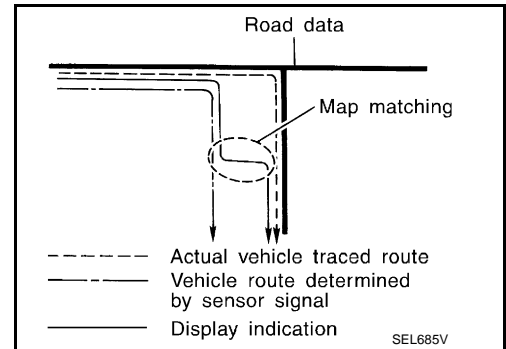 Road data
Map matching
Actual vehicle traced route
Vehicle route determined
by sensor signal
Display indication
SEL685V